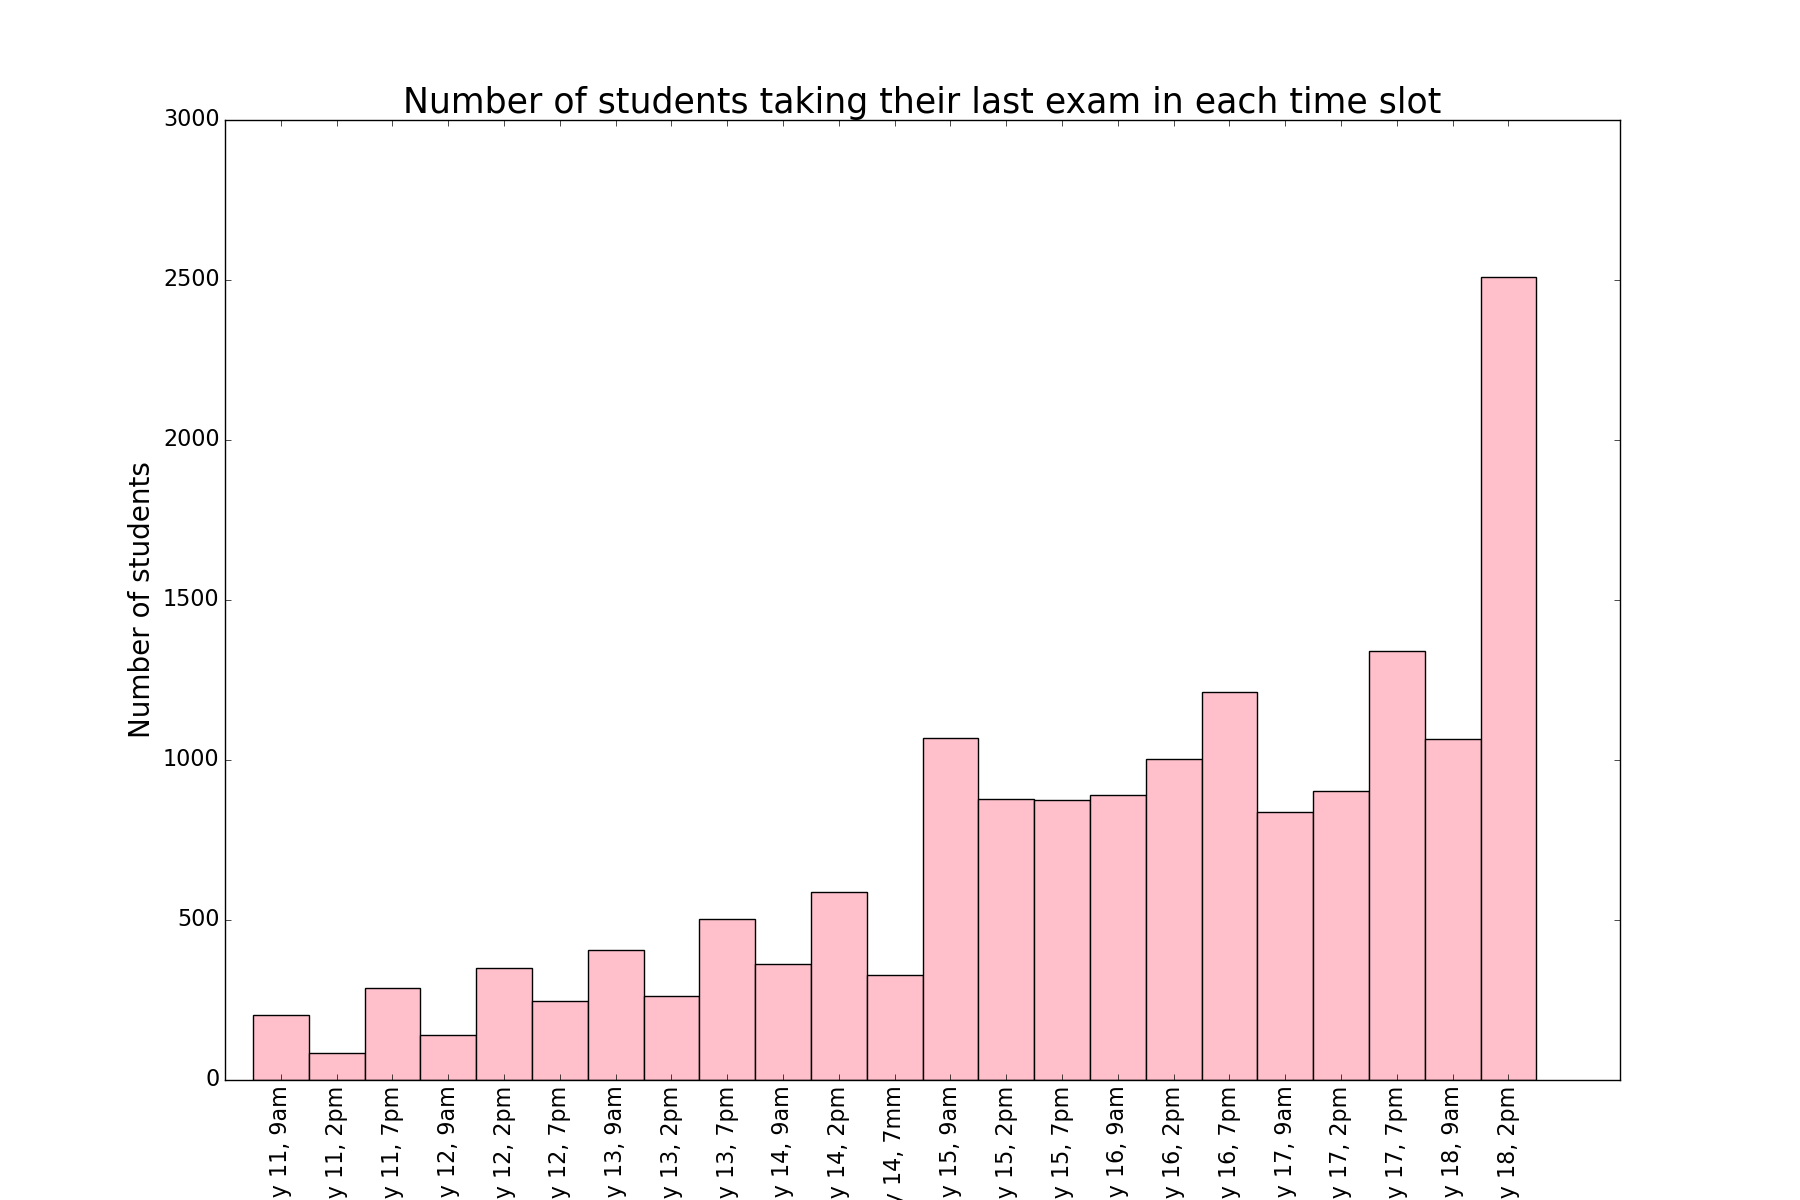 Number of students taking their last exam in each time slot
3000
2500
2000
1500
1000
500
0
Number of students
y 11, 9am
y 11, 2pm
y 11, 7pm
y 12, 9am
y 12, 2pm
y 12, 7pm
y 13, 9am
y 13, 2pm
y 13, 7pm
y 14, 9am
y 14, 2pm
y 14, 7mm
y 15, 9am
y 15, 2pm
y 15, 7pm
y 16, 9am
y 16, 2pm
y 16, 7pm
y 17, 9am
y 17, 2pm
y 17, 7pm
y 18, 9am
y 18, 2pm